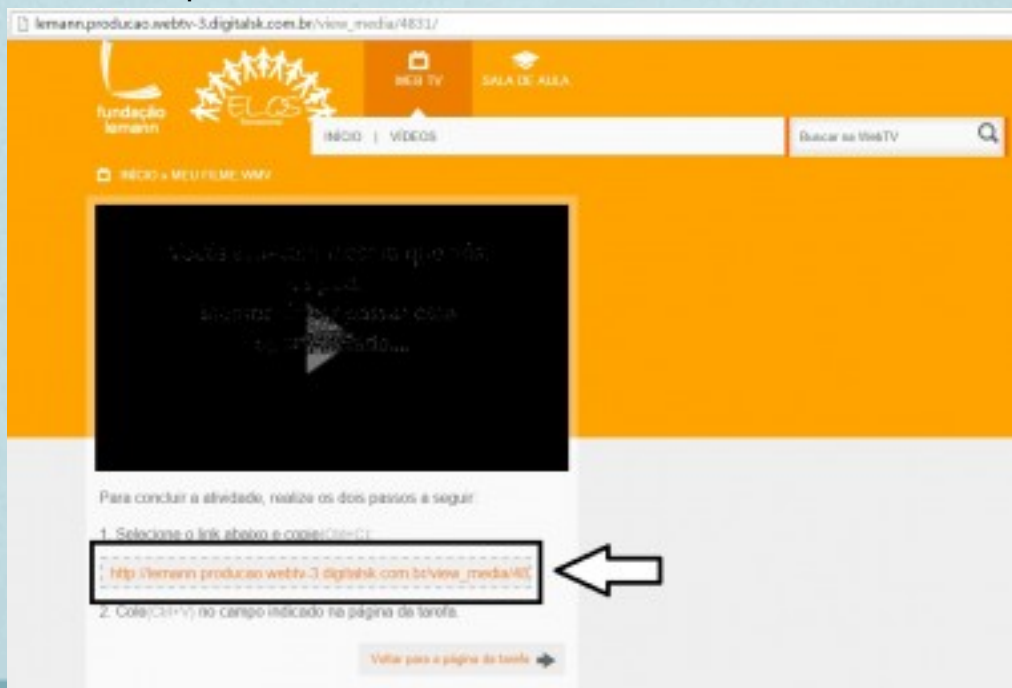 lemann.producao.webtv-3.digitalsk.com.br/view_media/4831/
fundação
lemann
ELOS
WEB TV
SALA DE AULA
INÍCIO | VÍDEOS
Buscar na WebTV
INÍCIO » MEU FILME.WMV
Para concluir a atividade, realize os dois passos a seguir:
1. Selecione o link abaixo e copie(Ctrl+C):
http://lemann.producao.webtv-3.digitalsk.com.br/view_media/48
2. Cole(Ctrl+V) no campo indicado na página da tarefa.
Voltar para a página da tarefa